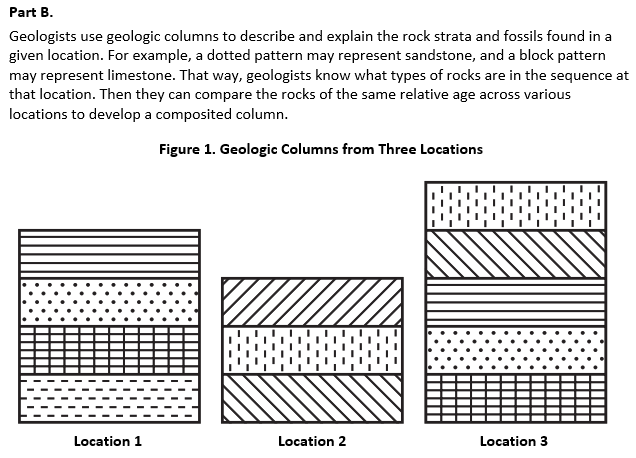 Part B.
Geologists use geologic columns to describe and explain the rock strata and fossils found in a
given location. For example, a dotted pattern may represent sandstone, and a block pattern
may represent limestone. That way, geologists know what types of rocks are in the sequence at
that location. Then they can compare the rocks of the same relative age across various
locations to develop a composited column.
Figure 1. Geologic Columns from Three Locations
Location 1
Location 2
Location 3